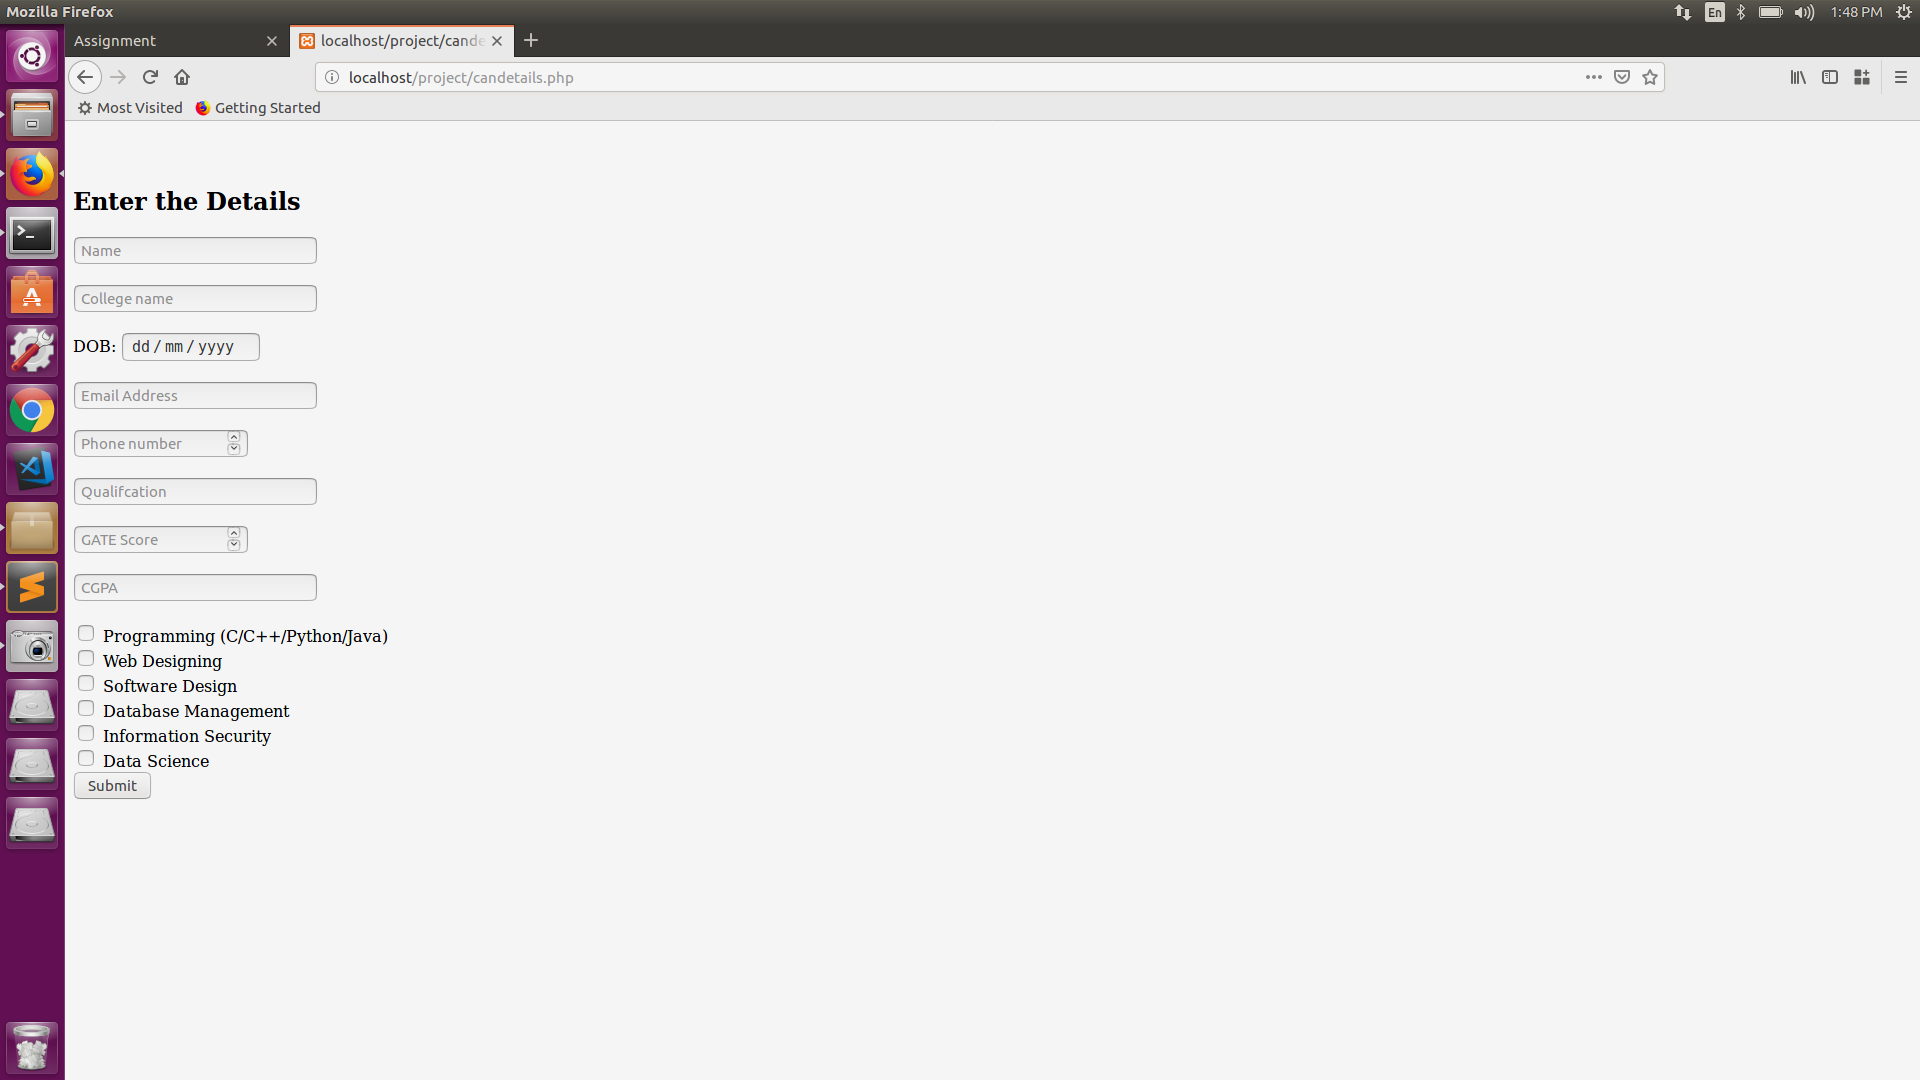 Mozilla Firefox
En
1:48 PM
Assignment
localhost/project/cande
localhost/project/candetails.php
Most Visited
Getting Started
Enter the Details
Name
College name
DOB: dd / mm / yyyy
Email Address
Phone number
Qualifcation
GATE Score
CGPA
Programming (C/C++/Python/Java)
Web Designing
Software Design
Database Management
Information Security
Data Science
Submit